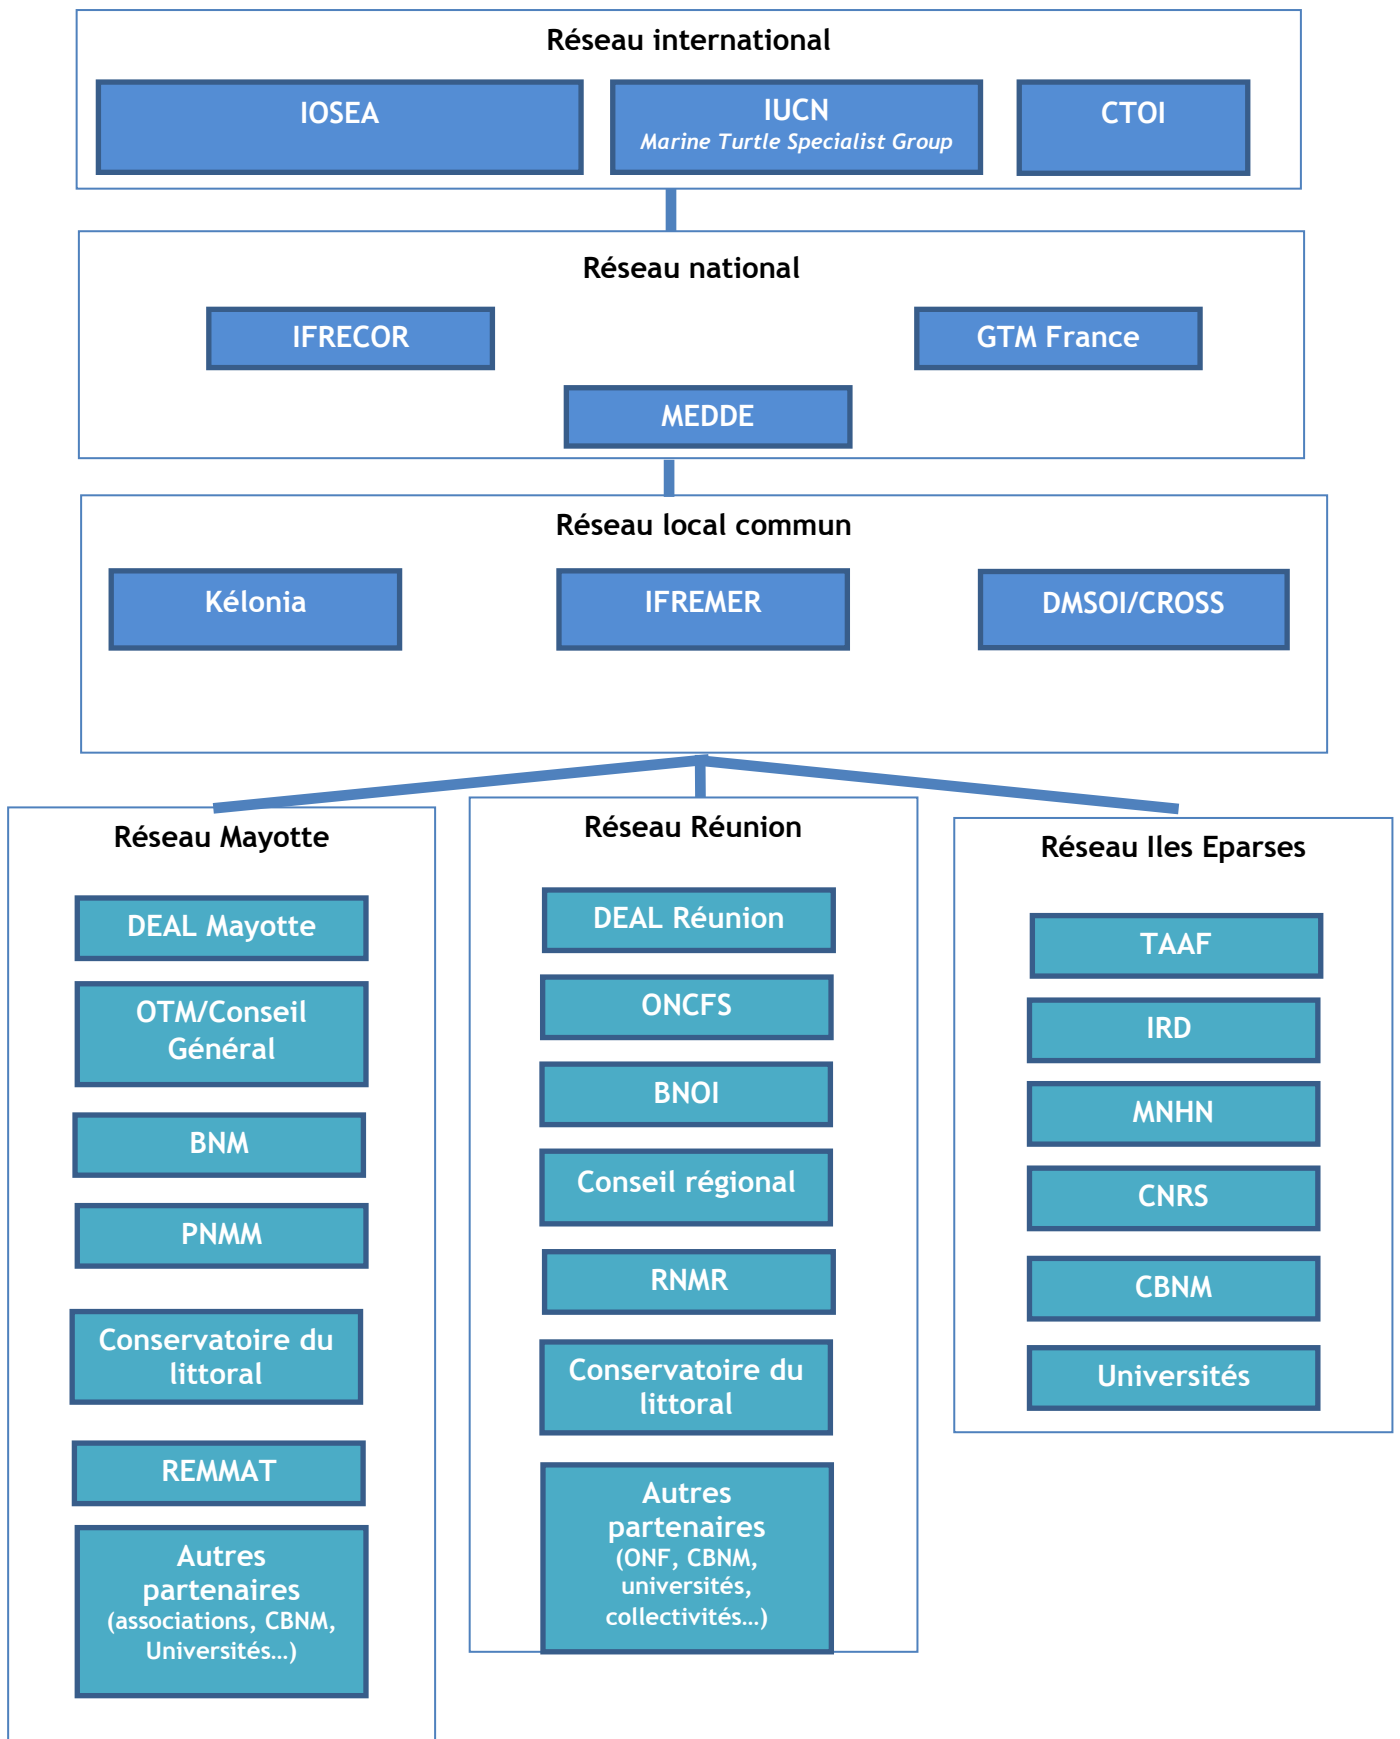 Réseau international
IOSEA
IUCN
Marine Turtle Specialist Group
CTOI
Réseau national
IFRECOR
GTM France
MEDDE
Réseau local commun
Kélonia
IFREMER
DMSOI/CROSS
Réseau Mayotte
DEAL Mayotte
OTM/Conseil
Général
BNM
PNMM
Conservatoire du
littoral
REMMAT
Autres
partenaires
(associations, CBNM,
Universités…)
Réseau Réunion
DEAL Réunion
ONCFS
BNOI
Conseil régional
RNMR
Conservatoire du
littoral
Autres
partenaires
(ONF, CBNM,
universités,
collectivités…)
Réseau Iles Eparses
TAAF
IRD
MNHN
CNRS
CBNM
Universités